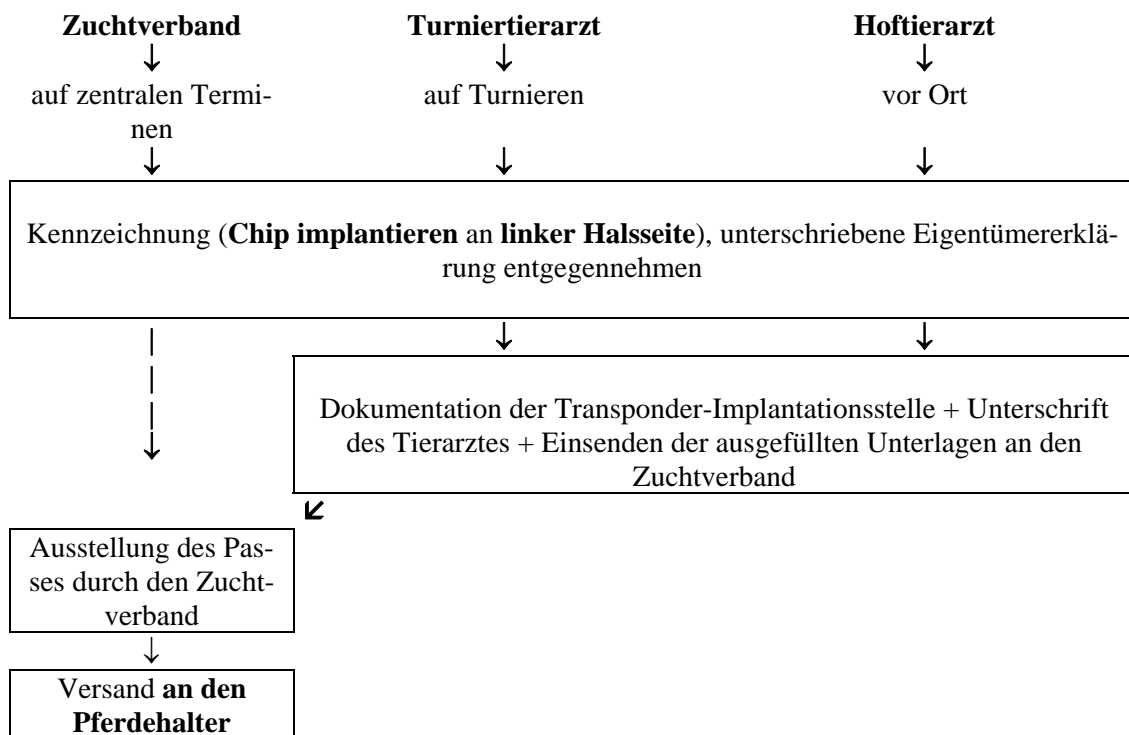 Zuchtverband Turniertierarzt Hoftierarzt
↓ ↓ ↓
auf zentralen Termi- auf Turnieren vor Ort
nen
↓ ↓ ↓
Kennzeichnung (Chip implantieren an linker Halsseite), unterschriebene Eigentümererklä-
rung entgegennehmen
| ↓ ↓
|
|
|
↓
Dokumentation der Transponder-Implantationsstelle + Unterschrift
des Tierarztes + Einsenden der ausgefüllten Unterlagen an den
Zuchtverband
Ausstellung des Pas-
ses durch den Zucht-
verband
↓
Versand an den
Pferdehalter